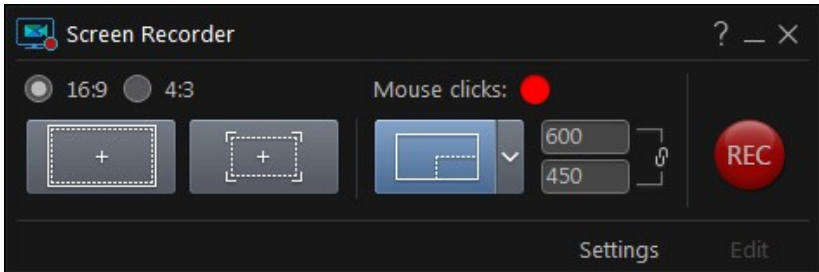 Screen Recorder ?
16:9 4:3 Mouse clicks:
600
450
REC
Settings Edit